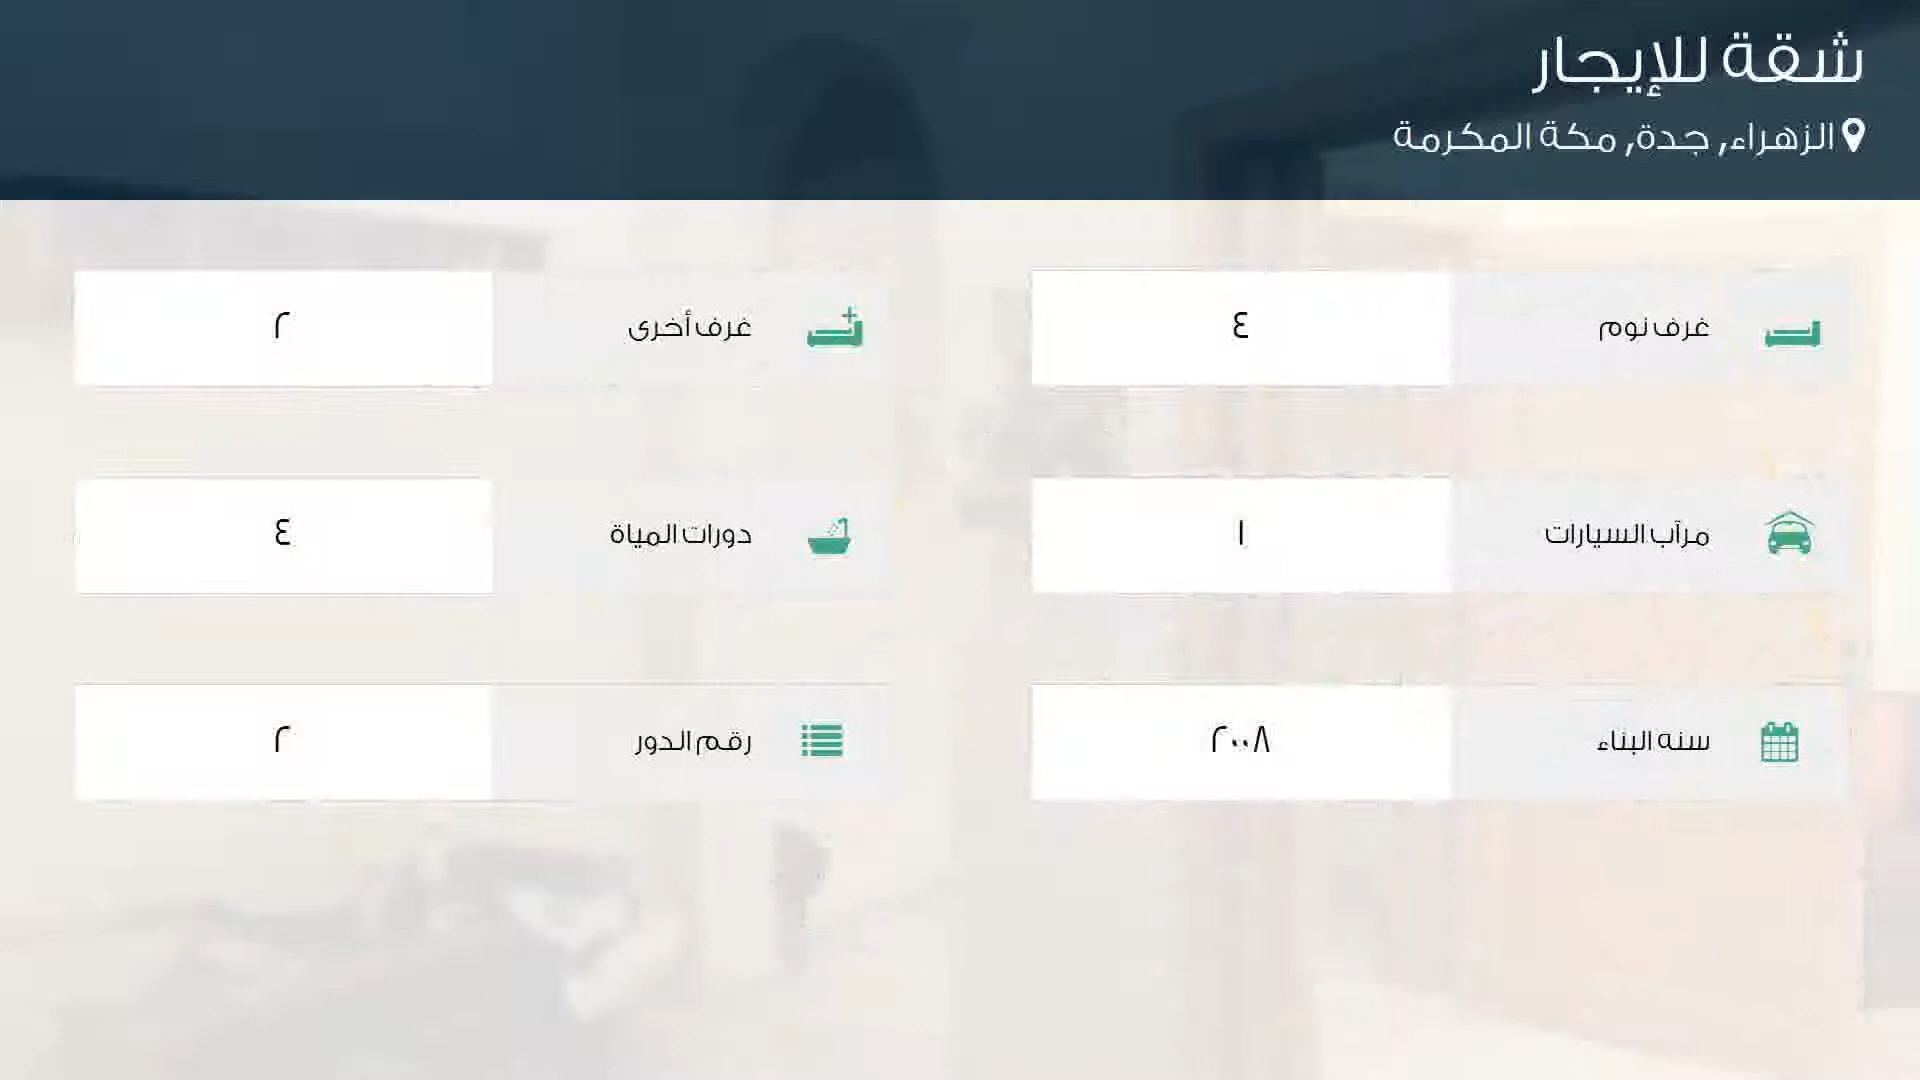 شقة للإيجار
الزهراء, جدة, مكة المكرمة
غرف نوم ٤
غرف أخرى ٢
مرآب السيارات ١
دورات المياة ٤
سنه البناء ٢٠٠٨
رقم الدور ٢